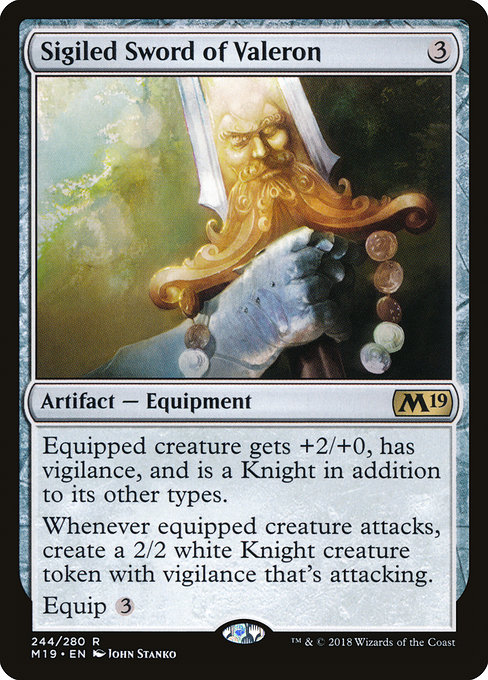 Sigiled Sword of Valeron 3
Artifact — Equipment M19
Equipped creature gets +2/+0, has
vigilance, and is a Knight in addition
to its other types.
Whenever equipped creature attacks,
create a 2/2 white Knight creature
token with vigilance that's attacking.
Equip 3
244/280 R ™ & © 2018 Wizards of the Coast
M19 • EN John Stanko